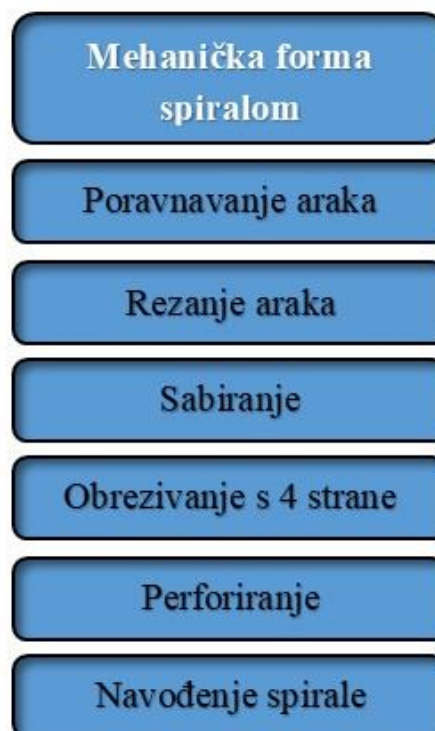 Mehanička forma
spiralom
Poravnavanje araka
Rezanje araka
Sabiranje
Obrezivanje s 4 strane
Perforiranje
Navođenje spirale